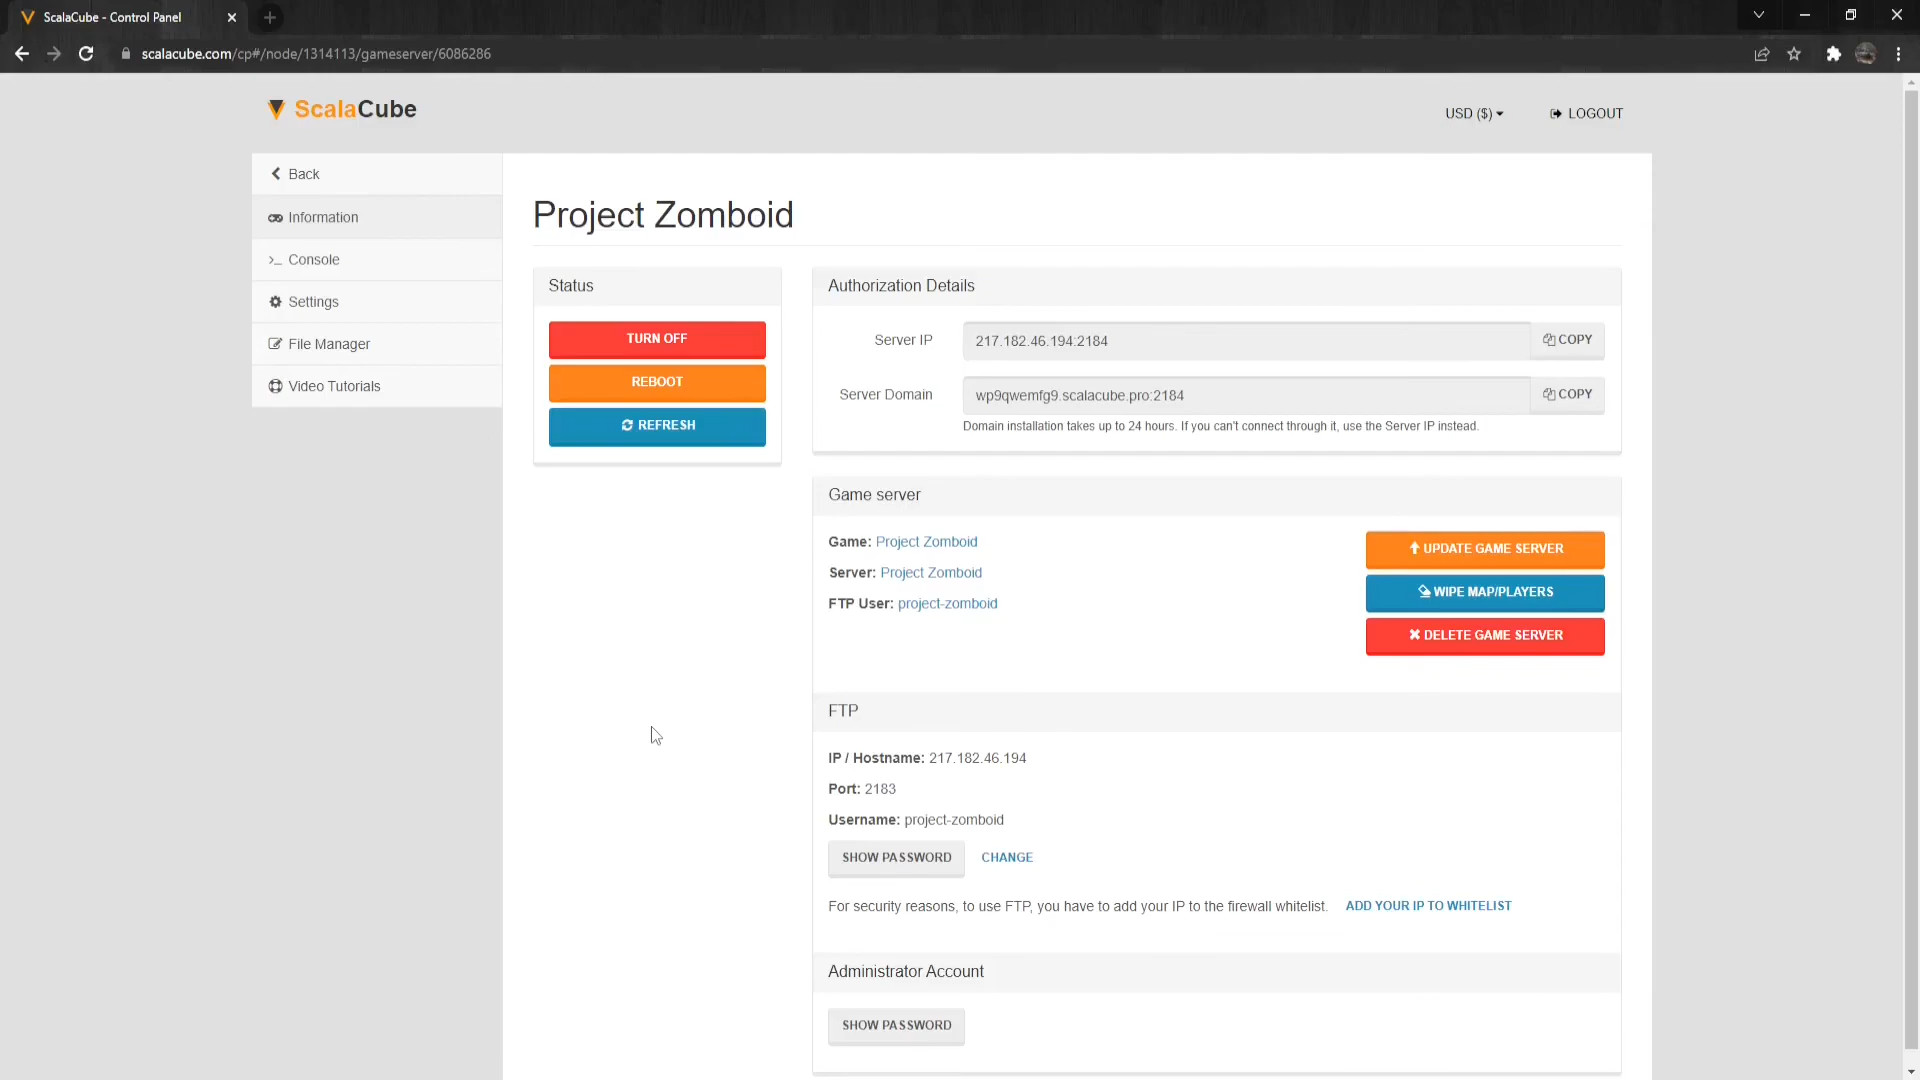 ScalaCube - Control Panel
scalacube.com/cp#/node/1314113/gameserver/6086286
ScalaCube
USD ($)
LOGOUT
Back
Information
Console
Settings
File Manager
Video Tutorials
Project Zomboid
Status
TURN OFF
REBOOT
REFRESH
Authorization Details
Server IP
217.182.46.194:2184
COPY
Server Domain
wp9qwemfg9.scalacube.pro:2184
COPY
Domain installation takes up to 24 hours. If you can't connect through it, use the Server IP instead.
Game server
Game: Project Zomboid
Server: Project Zomboid
FTP User: project-zomboid
UPDATE GAME SERVER
WIPE MAP/PLAYERS
DELETE GAME SERVER
FTP
IP / Hostname: 217.182.46.194
Port: 2183
Username: project-zomboid
SHOW PASSWORD
CHANGE
For security reasons, to use FTP, you have to add your IP to the firewall whitelist.
ADD YOUR IP TO WHITELIST
Administrator Account
SHOW PASSWORD